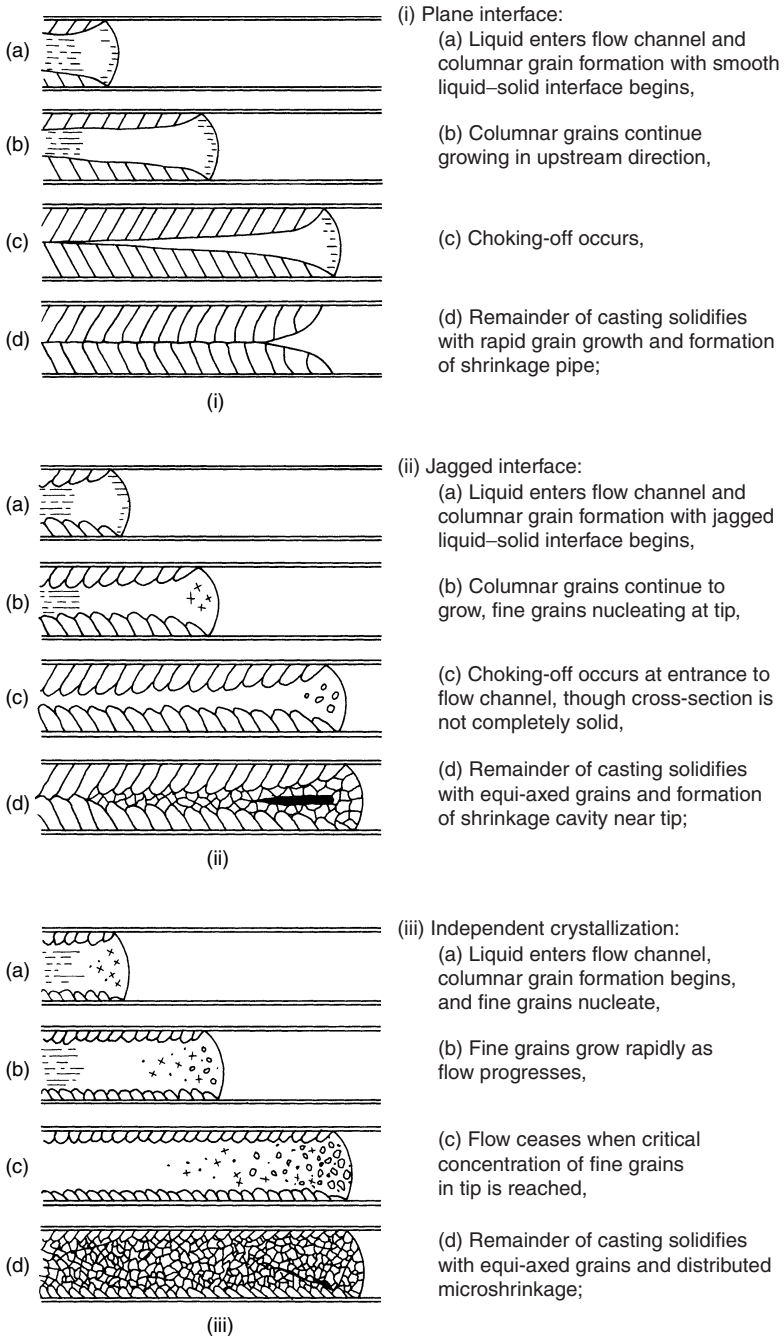 (i) Plane interface:
(a)
(a) Liquid enters flow channel and
columnar grain formation with smooth
liquid–solid interface begins,
(b)
(b) Columnar grains continue
growing in upstream direction,
(c)
(c) Choking-off occurs,
(d)
(d) Remainder of casting solidifies
with rapid grain growth and formation
of shrinkage pipe;
(i)
(ii) Jagged interface:
(a)
(a) Liquid enters flow channel and
columnar grain formation with jagged
liquid–solid interface begins,
(b)
(b) Columnar grains continue to
grow, fine grains nucleating at tip,
(c)
(c) Choking-off occurs at entrance to
flow channel, though cross-section is
not completely solid,
(d)
(d) Remainder of casting solidifies
with equi-axed grains and formation
of shrinkage cavity near tip;
(ii)
(iii) Independent crystallization:
(a)
(a) Liquid enters flow channel,
columnar grain formation begins,
and fine grains nucleate,
(b)
(b) Fine grains grow rapidly as
flow progresses,
(c)
(c) Flow ceases when critical
concentration of fine grains
in tip is reached,
(d)
(d) Remainder of casting solidifies
with equi-axed grains and distributed
microshrinkage;
(iii)